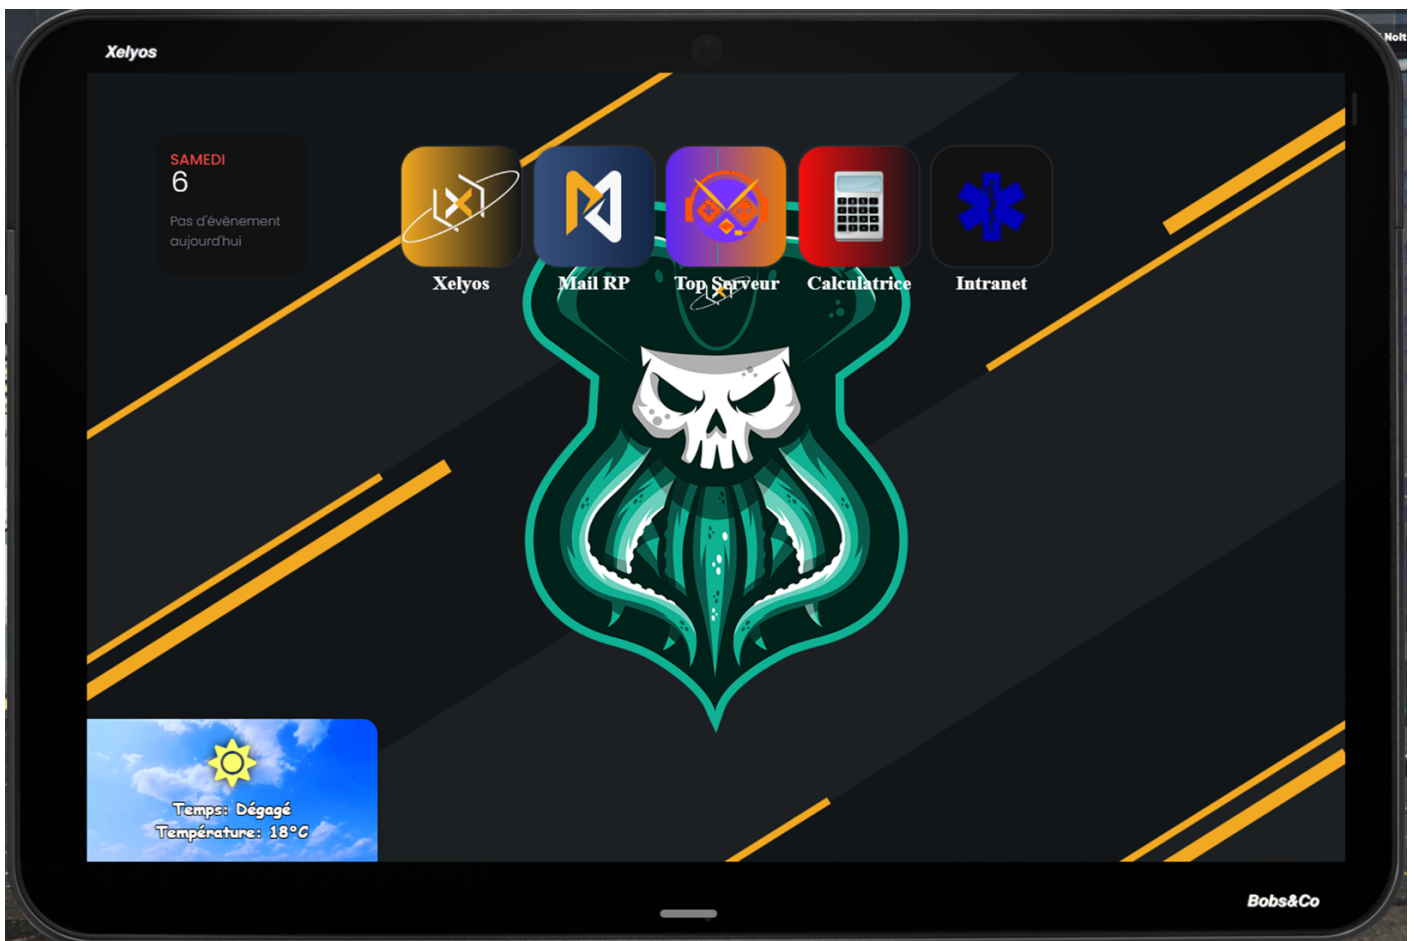 Nolt
Xelyos
SAMEDI
6
Pas d'évènement
aujourd'hui
Xelyos
Mail RP
Top Serveur
Calculatrice
Intranet
Temps: Dégagé
Température: 18°C
Bobs&Co